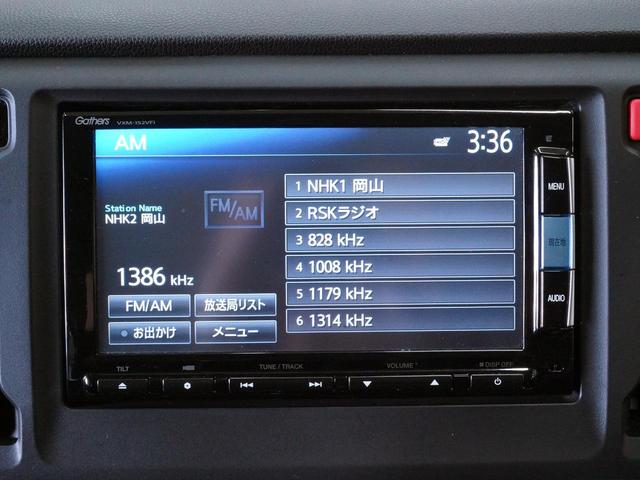 Gathers
VXM-152VFi
AM
3:36
Station Name
NHK2 岡山
FM/AM
1386 kHz
FM/AM
放送局リスト
お出かけ
メニュー
1 NHK1 岡山
2 RSKラジオ
3 828 kHz
4 1008 kHz
5 1179 kHz
6 1314 kHz
MENU
現在地
AUDIO
TILT
TUNE / TRACK
VOLUME
DISP OFF